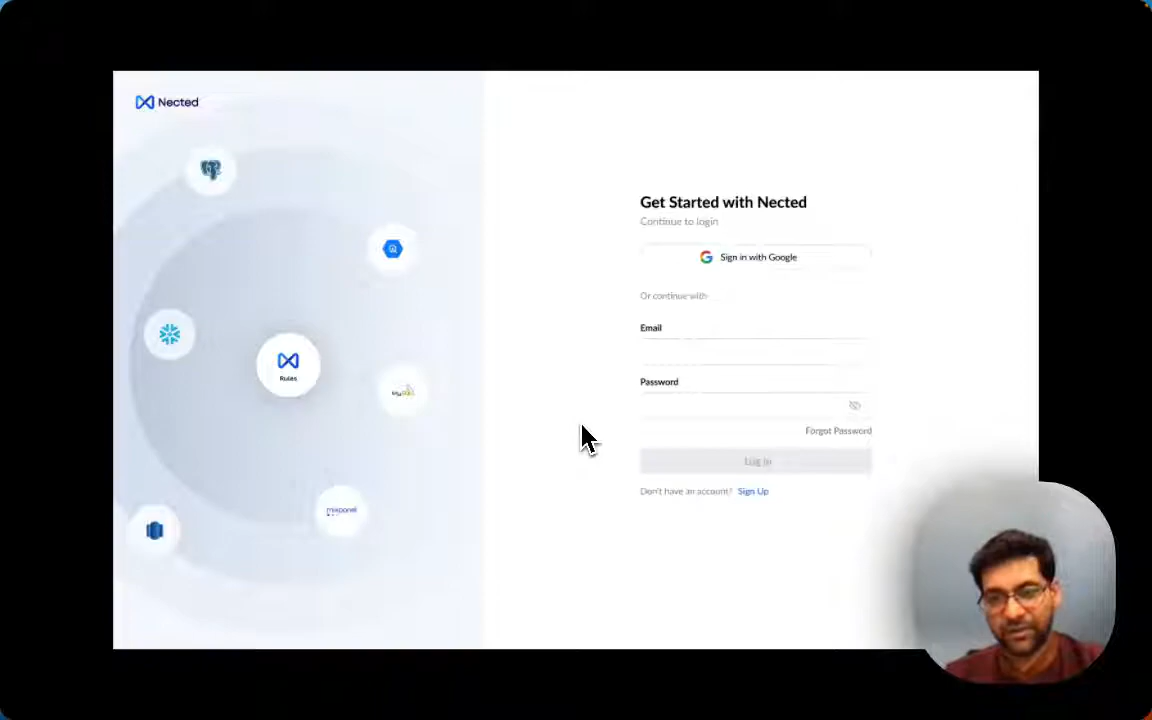 Nected
Get Started with Nected
Continue to login
Sign in with Google
Or continue with
Email
Password
Forgot Password
Log In
Don't have an account? Sign Up
Rules
mixpanel